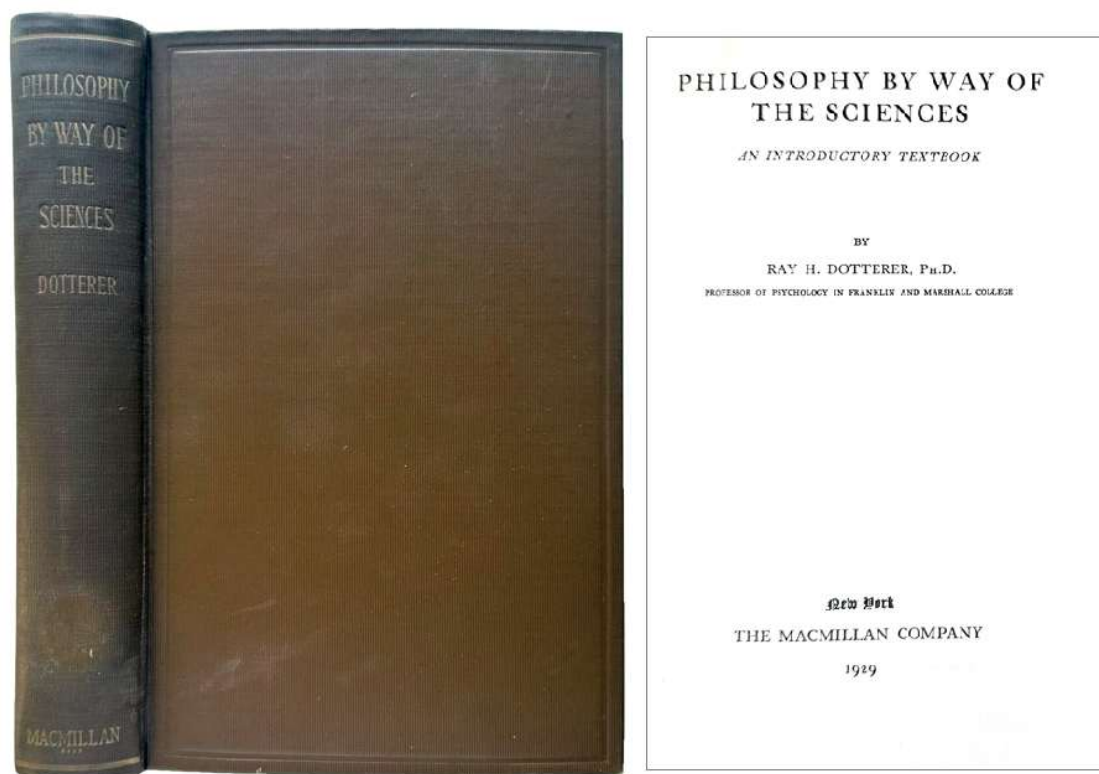 PHILOSOPHY
BY WAY OF
THE
SCIENCES
DOTTERER
MACMILLAN
PHILOSOPHY BY WAY OF
THE SCIENCES
AN INTRODUCTORY TEXTBOOK
BY
RAY H. DOTTERER, PH.D.
PROFESSOR OF PSYCHOLOGY IN FRANKLIN AND MARSHALL COLLEGE
New York
THE MACMILLAN COMPANY
1929